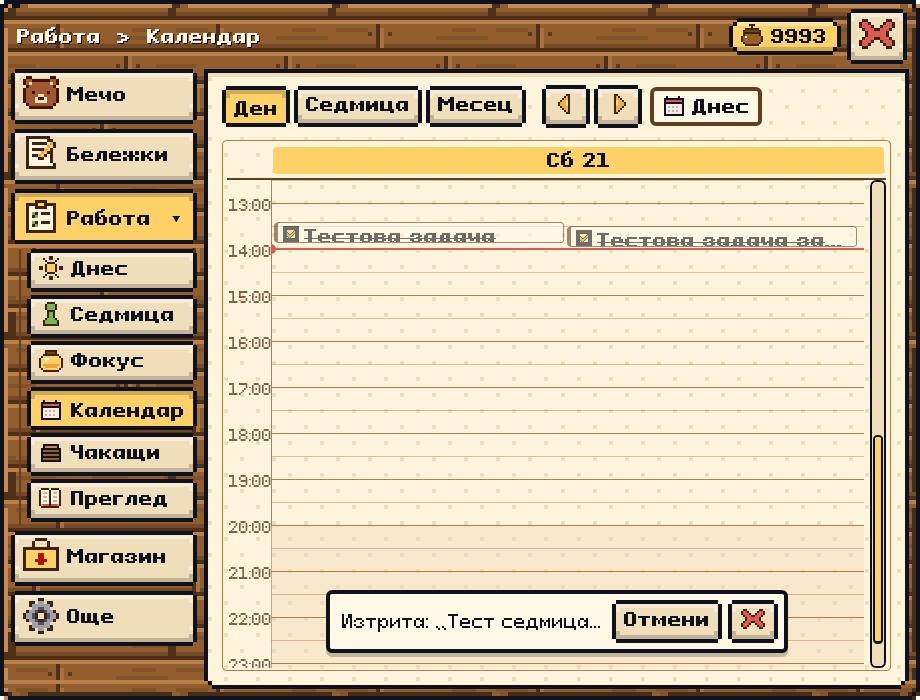 Работа > Календар
9993
Мечо
Бележки
Работа
Днес
Седмица
Фокус
Календар
Чакащи
Преглед
Магазин
Още
Ден
Седмица
Месец
Днес
Сб 21
13:00
Тестова задача
Тестова задача за...
14:00
15:00
16:00
17:00
18:00
19:00
20:00
21:00
22:00
23:00
Изтрита: „Тест седмица...
Отмени